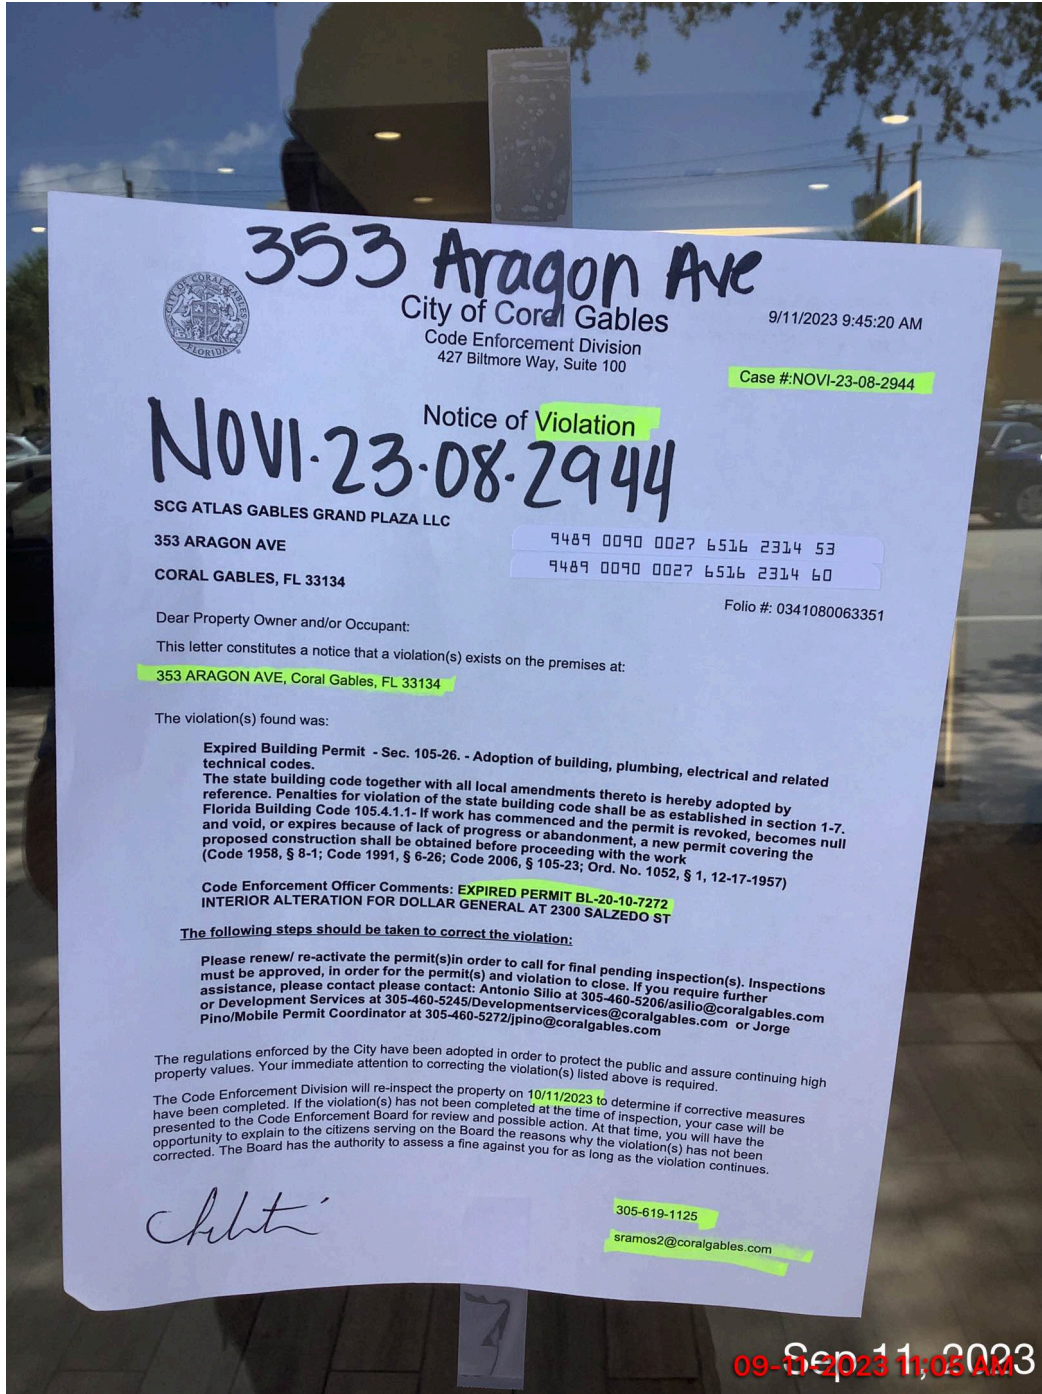 353 Aragon Ave
CITY OF CORAL GABLES
FLORIDA
City of Coral Gables
Code Enforcement Division
427 Biltmore Way, Suite 100
9/11/2023 9:45:20 AM
Case #:NOVI-23-08-2944
Notice of Violation
NOVI-23-08-2944
SCG ATLAS GABLES GRAND PLAZA LLC
353 ARAGON AVE
CORAL GABLES, FL 33134
9489 0090 0027 6516 2314 53
9489 0090 0027 6516 2314 60
Folio #: 0341080063351
Dear Property Owner and/or Occupant:
This letter constitutes a notice that a violation(s) exists on the premises at:
353 ARAGON AVE, Coral Gables, FL 33134
The violation(s) found was:
Expired Building Permit - Sec. 105-26. - Adoption of building, plumbing, electrical and related
technical codes.
The state building code together with all local amendments thereto is hereby adopted by
reference. Penalties for violation of the state building code shall be as established in section 1-7.
Florida Building Code 105.4.1.1- If work has commenced and the permit is revoked, becomes null
and void, or expires because of lack of progress or abandonment, a new permit covering the
proposed construction shall be obtained before proceeding with the work
(Code 1958, § 8-1; Code 1991, § 6-26; Code 2006, § 105-23; Ord. No. 1052, § 1, 12-17-1957)
Code Enforcement Officer Comments: EXPIRED PERMIT BL-20-10-7272
INTERIOR ALTERATION FOR DOLLAR GENERAL AT 2300 SALZEDO ST
The following steps should be taken to correct the violation:
Please renew/ re-activate the permit(s)in order to call for final pending inspection(s). Inspections
must be approved, in order for the permit(s) and violation to close. If you require further
assistance, please contact please contact: Antonio Silio at 305-460-5206/asilio@coralgables.com
or Development Services at 305-460-5245/Developmentservices@coralgables.com or Jorge
Pino/Mobile Permit Coordinator at 305-460-5272/jpino@coralgables.com
The regulations enforced by the City have been adopted in order to protect the public and assure continuing high
property values. Your immediate attention to correcting the violation(s) listed above is required.
The Code Enforcement Division will re-inspect the property on 10/11/2023 to determine if corrective measures
have been completed. If the violation(s) has not been completed at the time of inspection, your case will be
presented to the Code Enforcement Board for review and possible action. At that time, you will have the
opportunity to explain to the citizens serving on the Board the reasons why the violation(s) has not been
corrected. The Board has the authority to assess a fine against you for as long as the violation continues.
305-619-1125
sramos2@coralgables.com
Sep 11, 2023
09-11-2023 11:05 AM